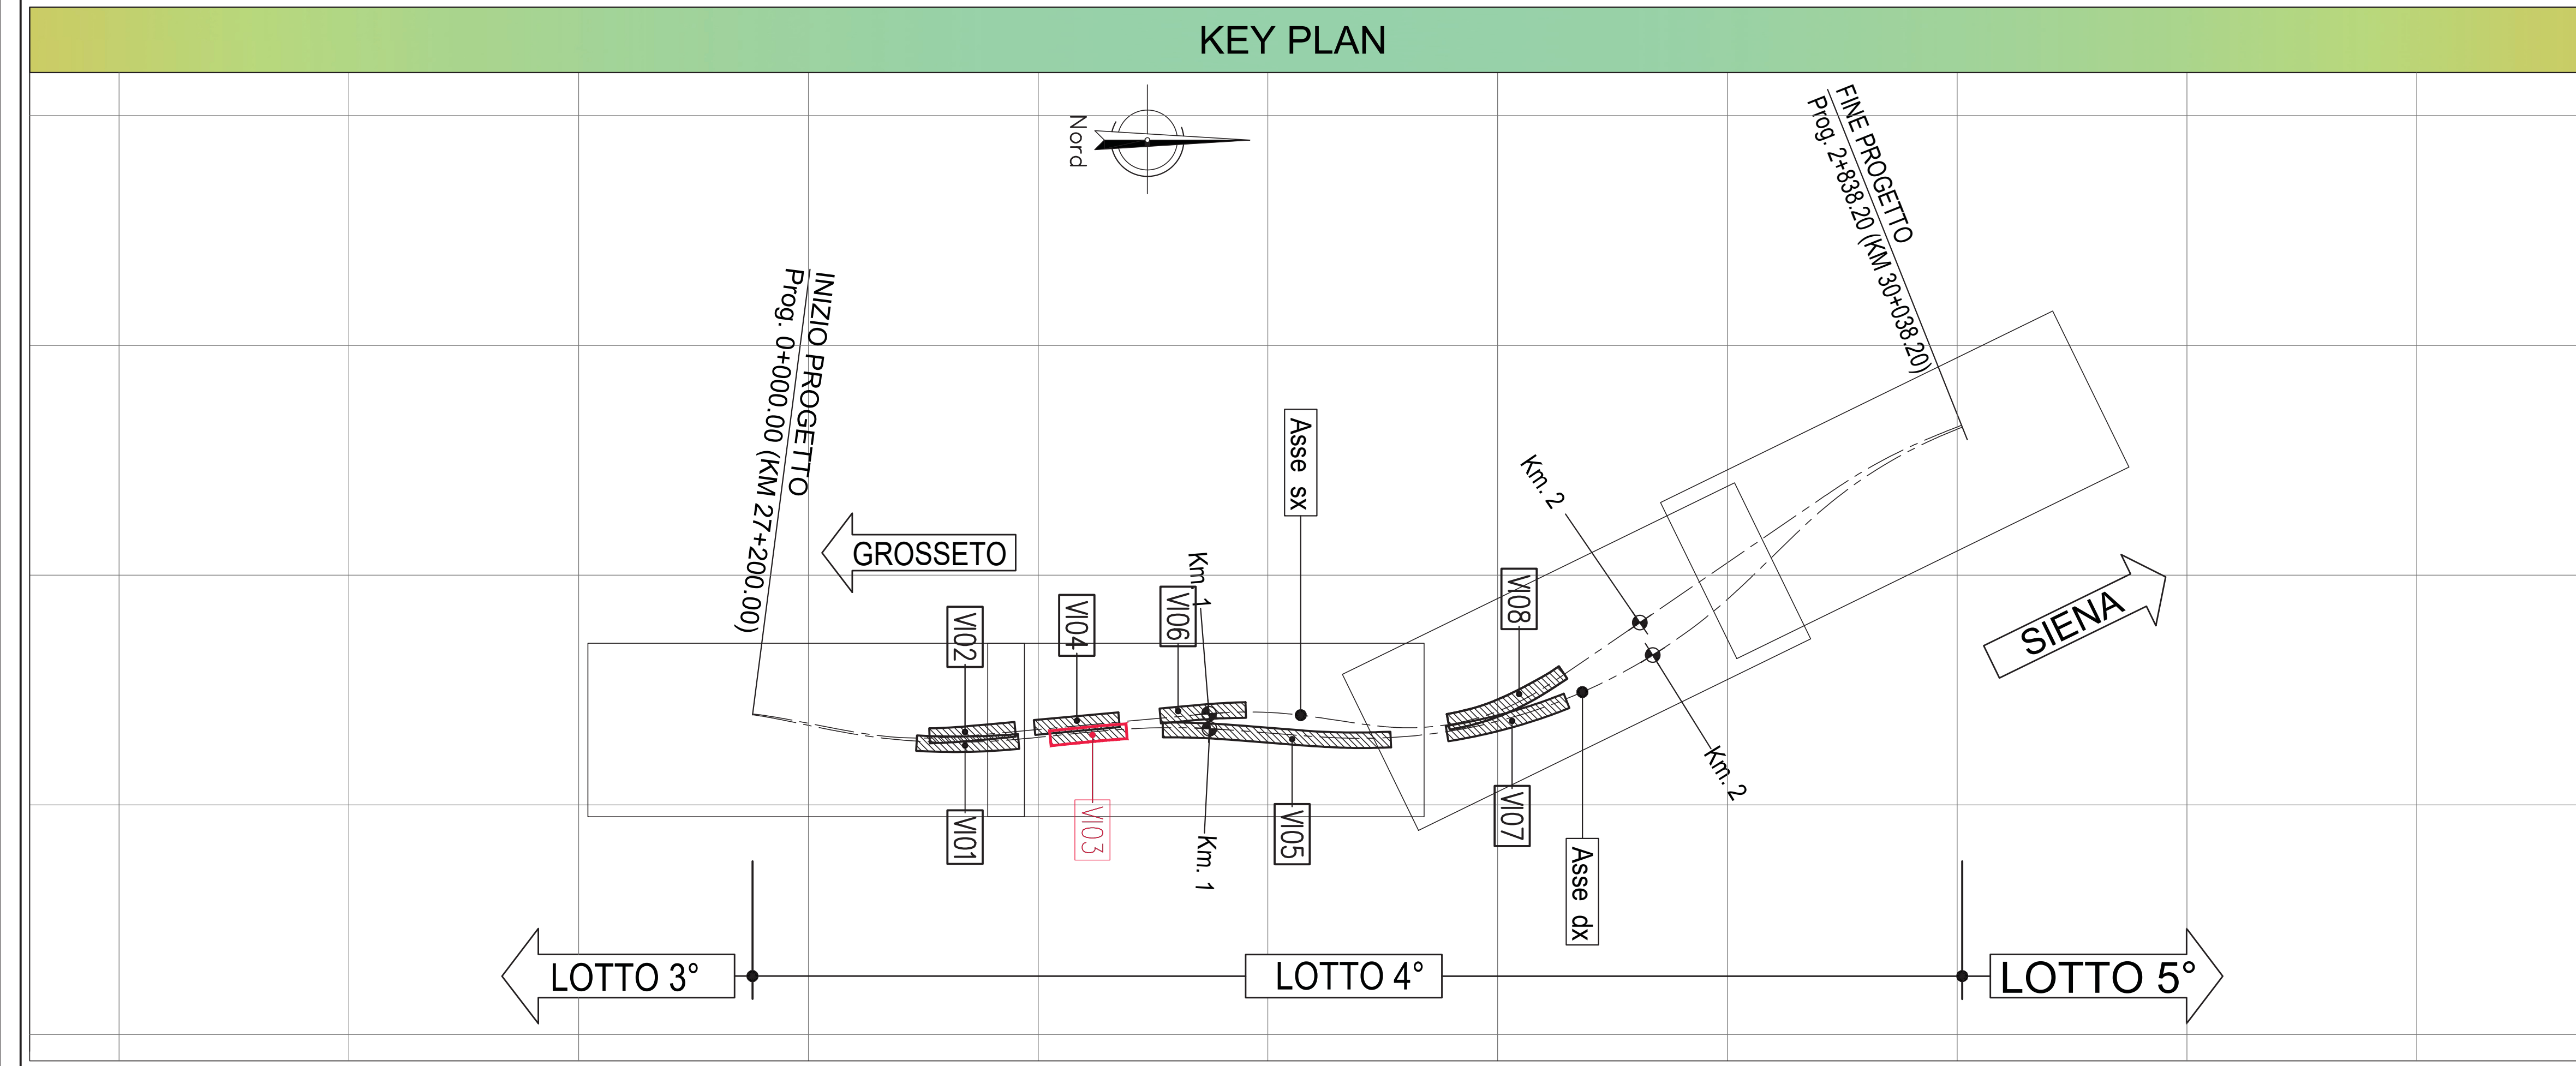 KEY PLAN
Nord
FINE PROGETTO
Prog. 2+838.20 (KM 30+038.20)
INIZIO PROGETTO
Prog. 0+000.00 (KM 27+200.00)
Asse sx
Km. 2
GROSSETO
Km. 1
VI08
VI06
VI04
VI02
SIENA
Km. 2
VI03
VI01
VI05
VI07
Km. 1
Asse dx
LOTTO 3°
LOTTO 4°
LOTTO 5°